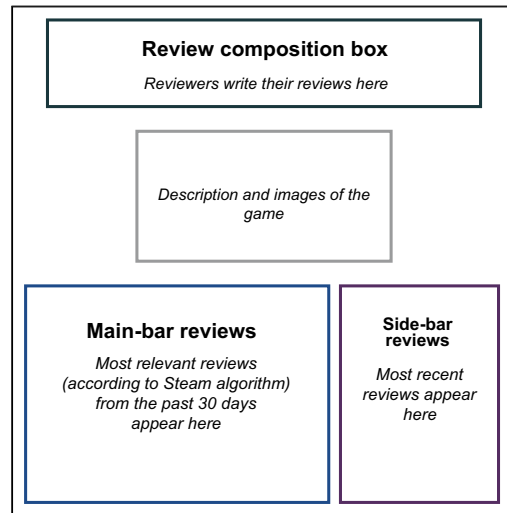 Review composition box
Reviewers write their reviews here
Description and images of the
game
Main-bar reviews
Most relevant reviews
(according to Steam algorithm)
from the past 30 days
appear here
Side-bar
reviews
Most recent
reviews appear
here